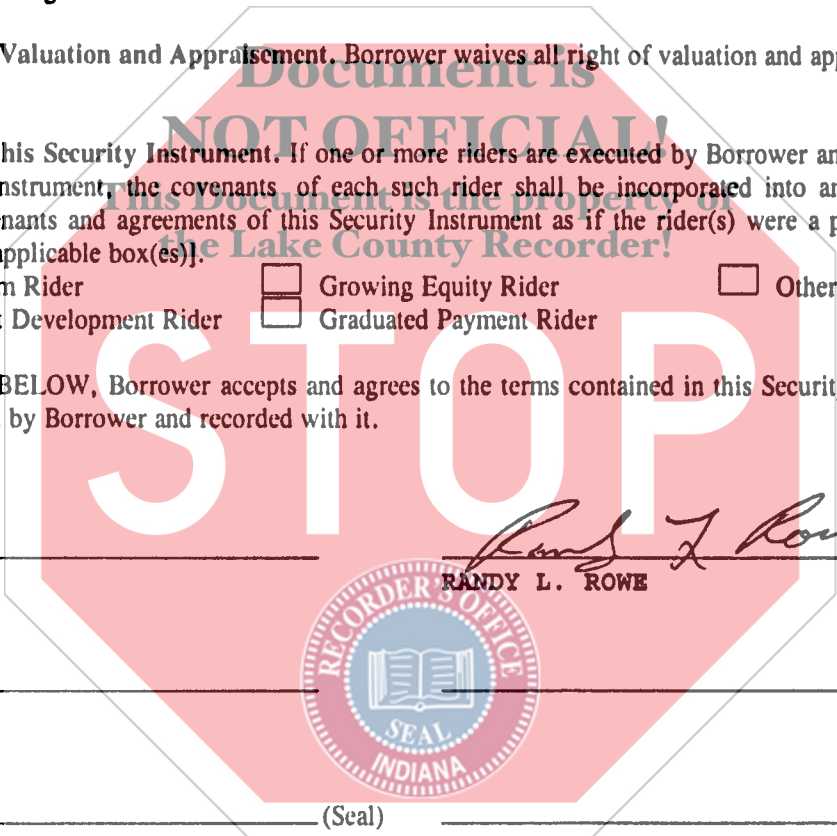 Valuation and Appraisement. Borrower waives all right of valuation and app
Document is
NOT OFFICIAL!
his Security Instrument. If one or more riders are executed by Borrower an
nstrument, the covenants of each such rider shall be incorporated into an
This Document is the property of
nants and agreements of this Security Instrument as if the rider(s) were a p
the Lake County Recorder!
pplicable box(es)].
m Rider Growing Equity Rider Other
Development Rider Graduated Payment Rider
STOP
BELOW, Borrower accepts and agrees to the terms contained in this Securit
by Borrower and recorded with it.
Randy L Row
RANDY L. ROWE
RECORDER'S OFFICE
SEAL
INDIANA
(Seal)